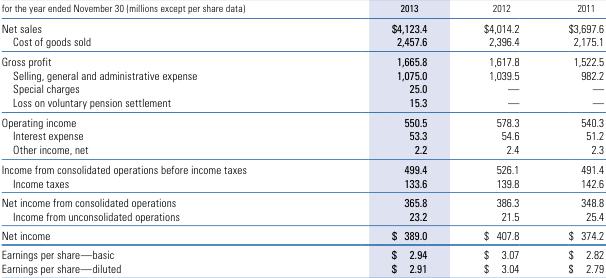 for the year ended November 30 (millions except per share data) 2013 2012 2011
Net sales $4,123.4 $4,014.2 $3,697.6
Cost of goods sold 2,457.6 2,396.4 2,175.1
Gross profit 1,665.8 1,617.8 1,522.5
Selling, general and administrative expense 1,075.0 1,039.5 982.2
Special charges 25.0 — —
Loss on voluntary pension settlement 15.3 — —
Operating income 550.5 578.3 540.3
Interest expense 53.3 54.6 51.2
Other income, net 2.2 2.4 2.3
Income from consolidated operations before income taxes 499.4 526.1 491.4
Income taxes 133.6 139.8 142.6
Net income from consolidated operations 365.8 386.3 348.8
Income from unconsolidated operations 23.2 21.5 25.4
Net income $ 389.0 $ 407.8 $ 374.2
Earnings per share—basic $ 2.94 $ 3.07 $ 2.82
Earnings per share—diluted $ 2.91 $ 3.04 $ 2.79